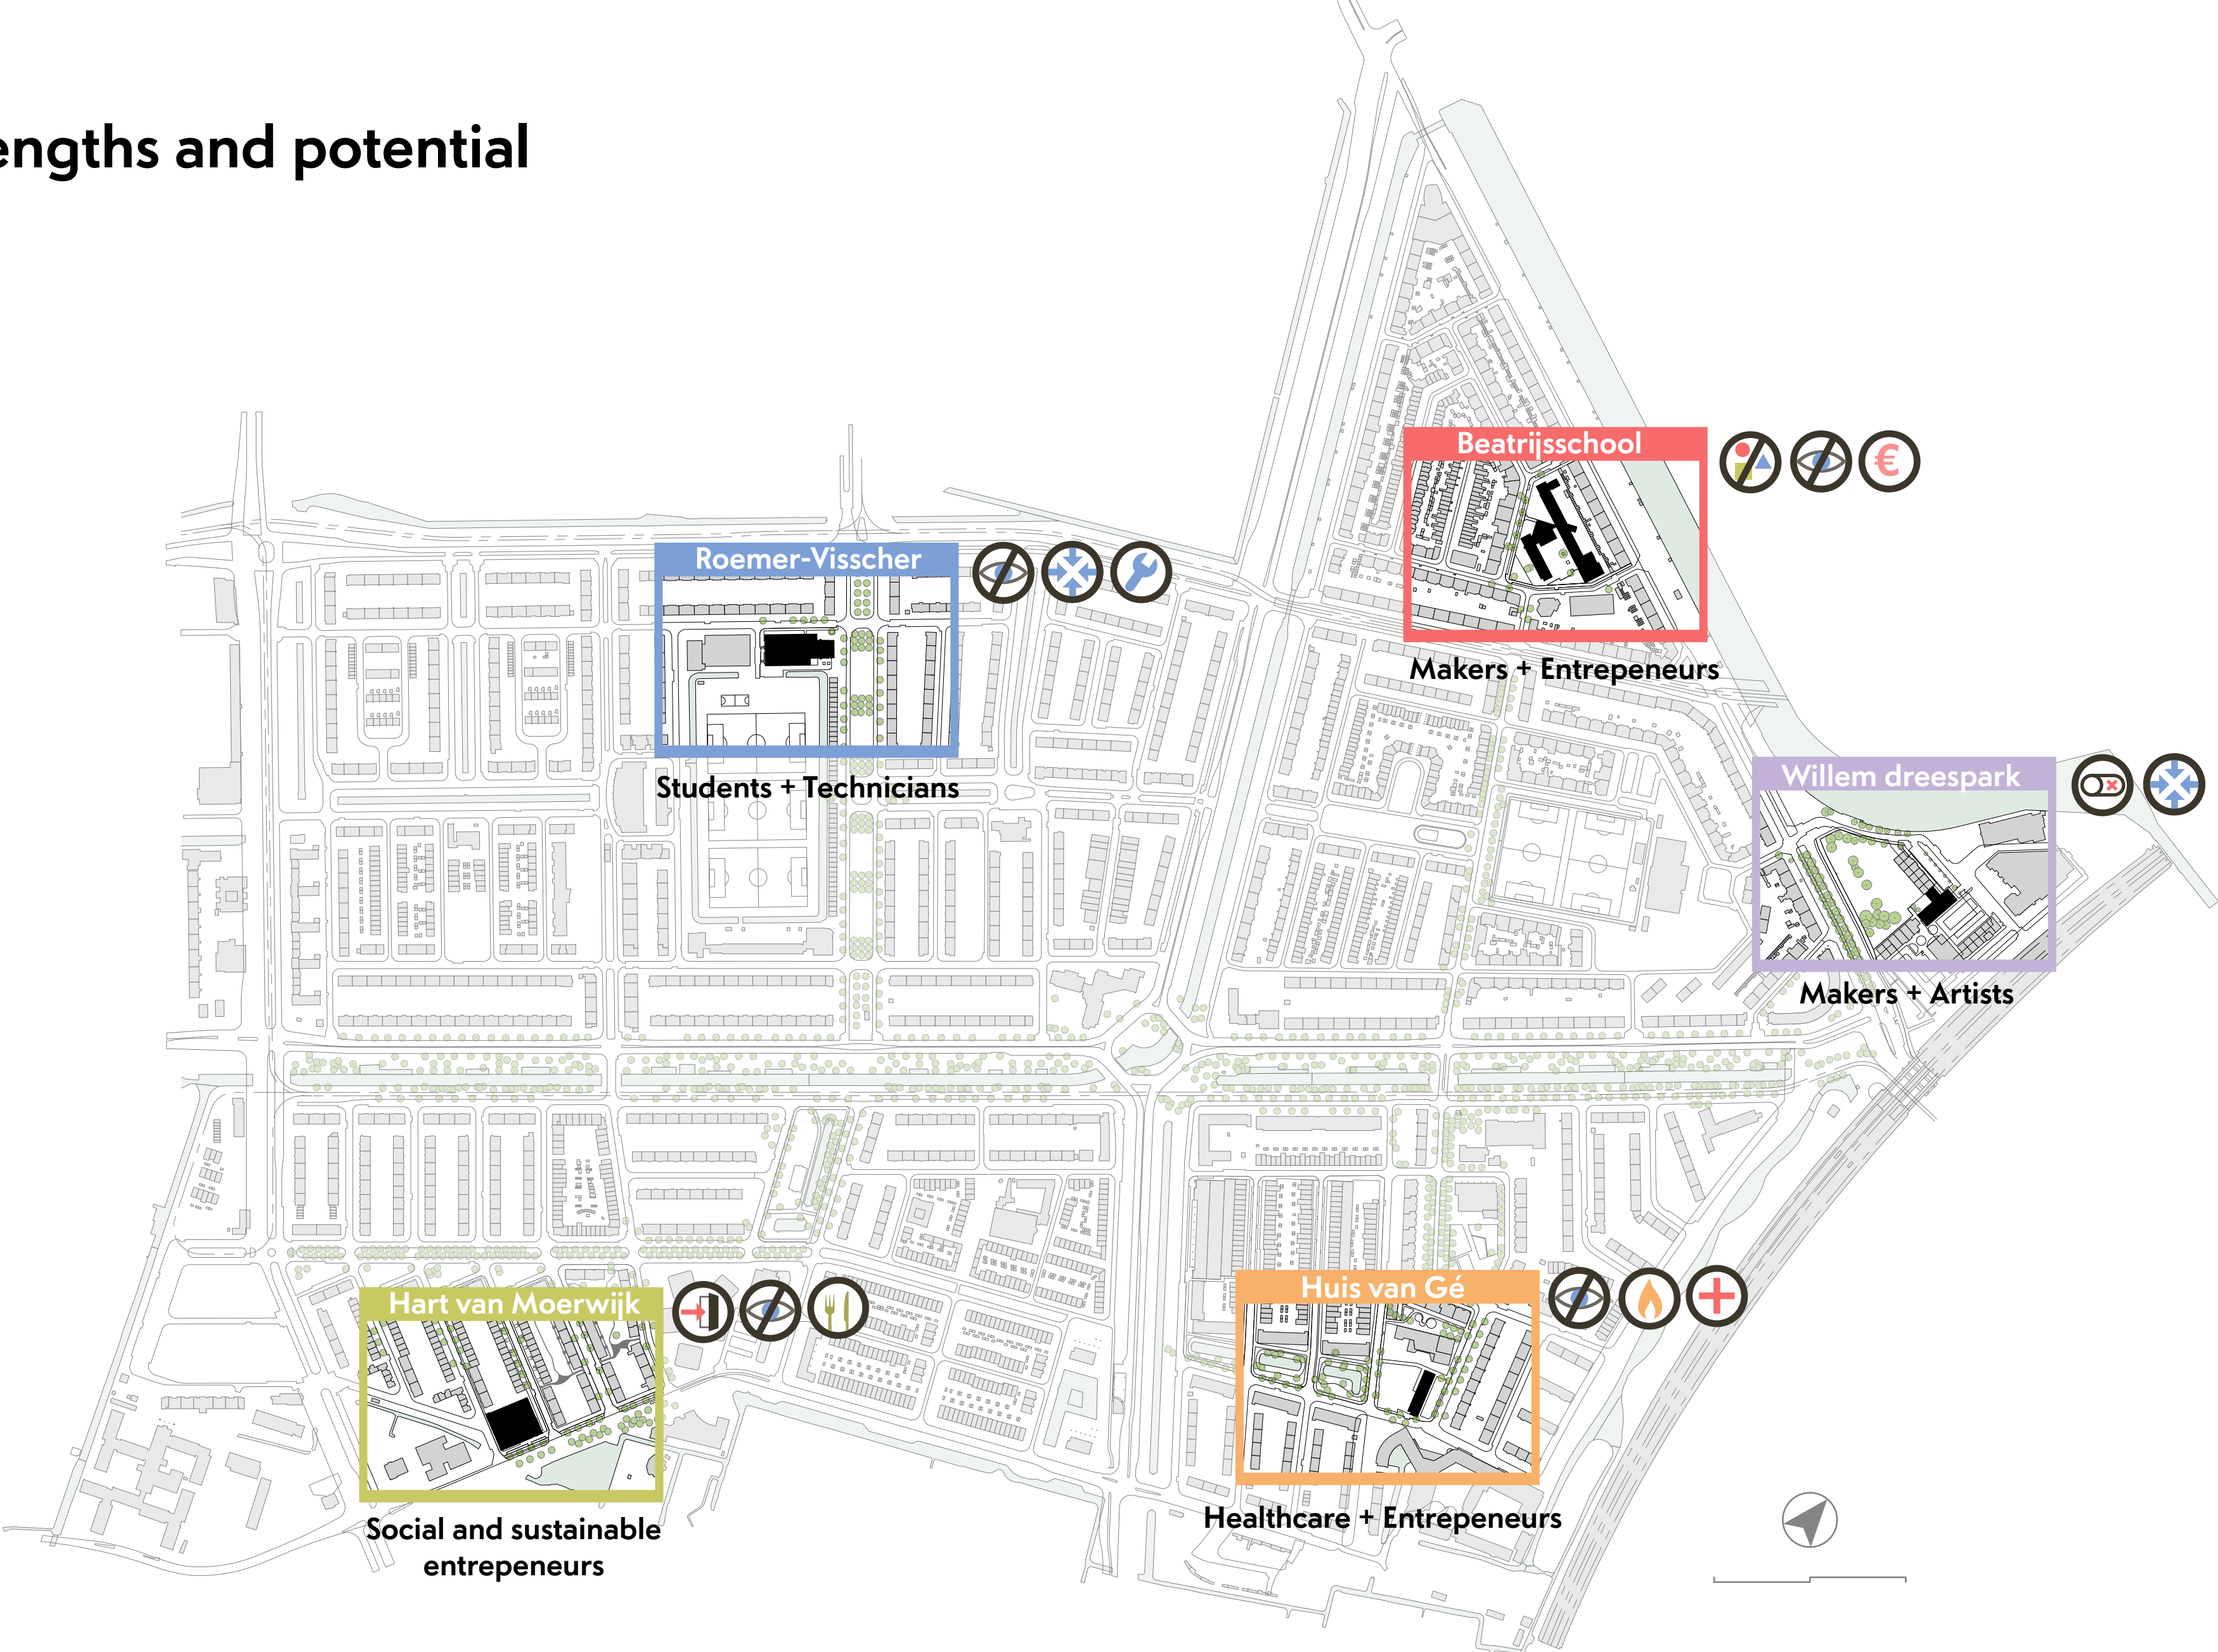 engths and potential
Beatrijsschool
€
Makers + Entrepeneurs
Roemer-Visscher
Students + Technicians
Willem dreespark
Makers + Artists
Hart van Moerwijk
Social and sustainable
entrepeneurs
Huis van Gé
Healthcare + Entrepeneurs